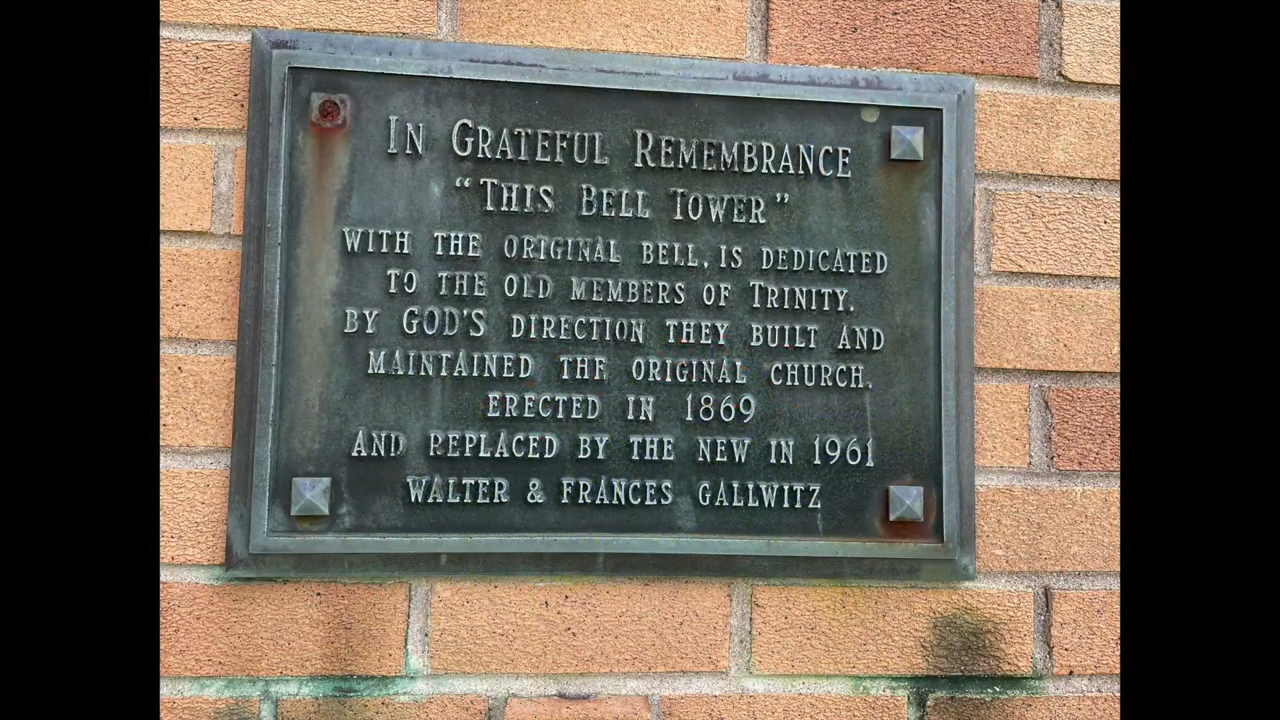 In Grateful Remembrance
"This Bell Tower"
WITH THE ORIGINAL BELL, IS DEDICATED
TO THE OLD MEMBERS OF TRINITY.
BY GOD'S DIRECTION THEY BUILT AND
MAINTAINED THE ORIGINAL CHURCH.
ERECTED IN 1869
AND REPLACED BY THE NEW IN 1961
WALTER & FRANCES GALLWITZ